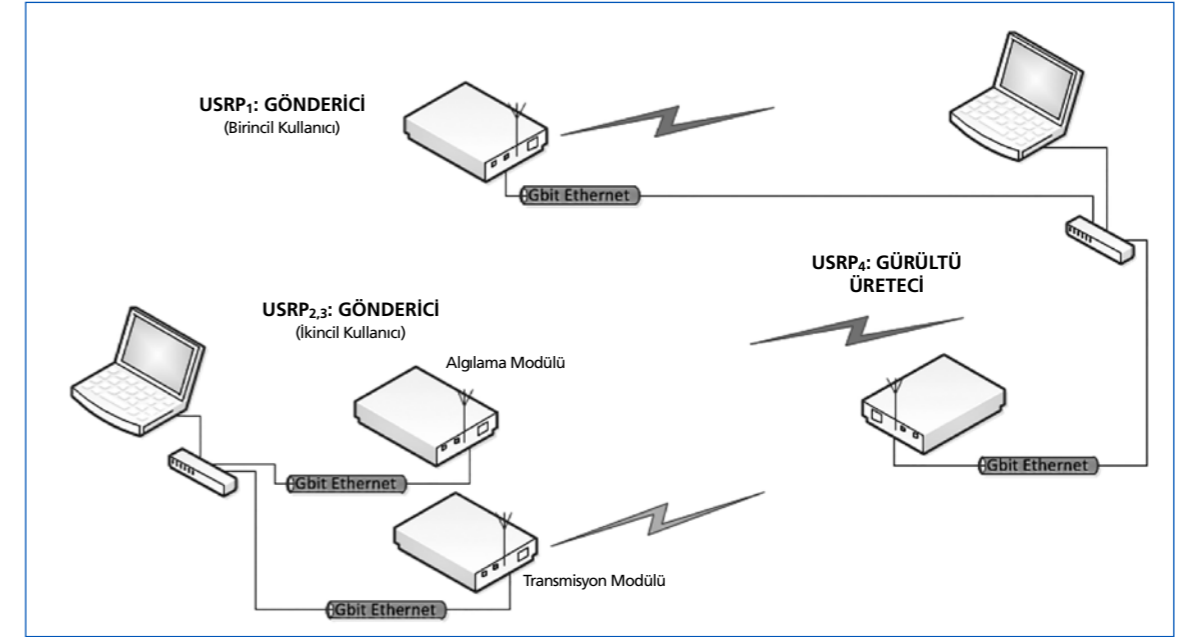 USRP1: GÖNDERİCİ
(Birincil Kullanıcı)
Gbit Ethernet
USRP4: GÜRÜLTÜ
ÜRETECİ
USRP2,3: GÖNDERİCİ
(İkincil Kullanıcı)
Algılama Modülü
Gbit Ethernet
Gbit Ethernet
Transmisyon Modülü
Gbit Ethernet